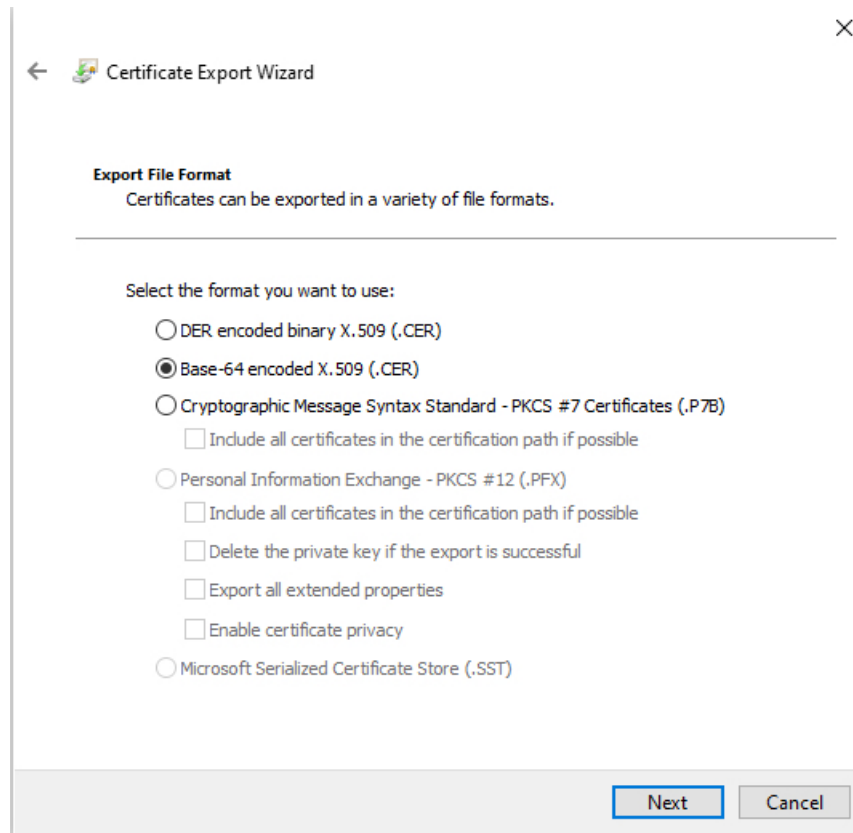 Certificate Export Wizard
Export File Format
Certificates can be exported in a variety of file formats.
Select the format you want to use:
DER encoded binary X.509 (.CER)
Base-64 encoded X.509 (.CER)
Cryptographic Message Syntax Standard - PKCS #7 Certificates (.P7B)
Include all certificates in the certification path if possible
Personal Information Exchange - PKCS #12 (.PFX)
Include all certificates in the certification path if possible
Delete the private key if the export is successful
Export all extended properties
Enable certificate privacy
Microsoft Serialized Certificate Store (.SST)
Next Cancel